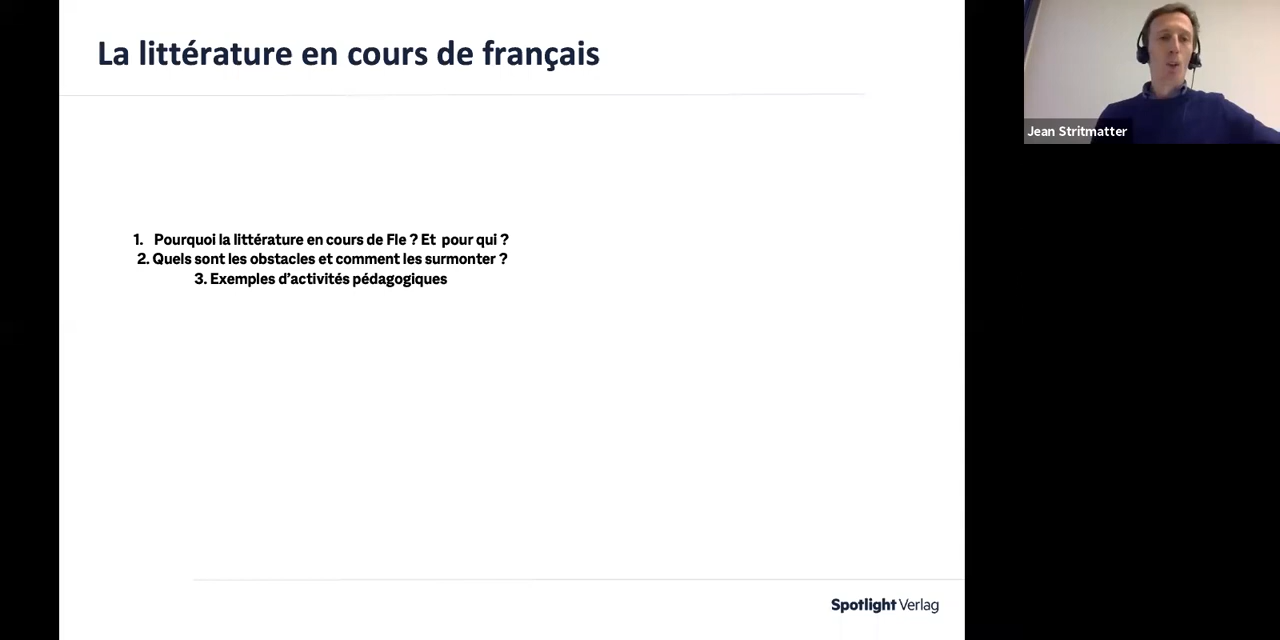 La littérature en cours de français
Jean Stritmatter
1. Pourquoi la littérature en cours de Fle ? Et pour qui ?
2. Quels sont les obstacles et comment les surmonter ?
3. Exemples d’activités pédagogiques
Spotlight Verlag